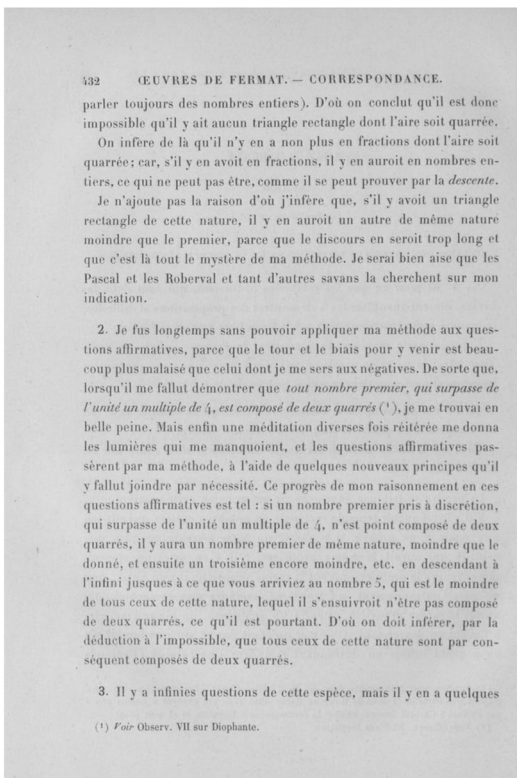 432 ŒUVRES DE FERMAT. — CORRESPONDANCE.
parler toujours des nombres entiers). D'où on conclut qu'il est donc
impossible qu'il y ait aucun triangle rectangle dont l'aire soit quarrée.
On infère de là qu'il n'y en a non plus en fractions dont l'aire soit
quarrée; car, s'il y en avoit en fractions, il y en auroit en nombres en-
tiers, ce qui ne peut pas être, comme il se peut prouver par la descente.
Je n'ajoute pas la raison d'où j'infère que, s'il y avoit un triangle
rectangle de cette nature, il y en auroit un autre de même nature
moindre que le premier, parce que le discours en seroit trop long et
que c'est là tout le mystère de ma méthode. Je serai bien aise que les
Pascal et les Roberval et tant d'autres savans la cherchent sur mon
indication.
2. Je fus longtemps sans pouvoir appliquer ma méthode aux ques-
tions affirmatives, parce que le tour et le biais pour y venir est beau-
coup plus malaisé que celui dont je me sers aux négatives. De sorte que,
lorsqu'il me fallut démontrer que tout nombre premier, qui surpasse de
l'unité un multiple de 4, est composé de deux quarrés (¹), je me trouvai en
belle peine. Mais enfin une méditation diverses fois réitérée me donna
les lumières qui me manquoient, et les questions affirmatives pas-
sèrent par ma méthode, à l'aide de quelques nouveaux principes qu'il
y fallut joindre par nécessité. Ce progrès de mon raisonnement en ces
questions affirmatives est tel : si un nombre premier pris à discrétion,
qui surpasse de l'unité un multiple de 4, n'est point composé de deux
quarrés, il y aura un nombre premier de même nature, moindre que le
donné, et ensuite un troisième encore moindre, etc. en descendant à
l'infini jusques à ce que vous arriviez au nombre 5, qui est le moindre
de tous ceux de cette nature, lequel il s'ensuivroit n'être pas composé
de deux quarrés, ce qu'il est pourtant. D'où on doit inférer, par la
déduction à l'impossible, que tous ceux de cette nature sont par con-
séquent composés de deux quarrés.
3. Il y a infinies questions de cette espèce, mais il y en a quelques
(¹) Voir Observ. VII sur Diophante.